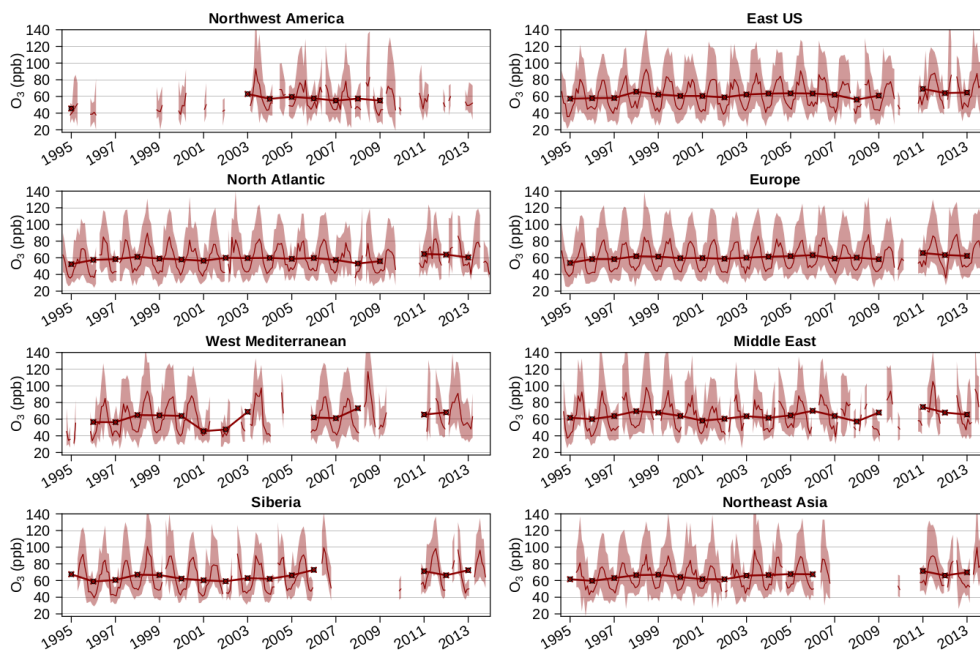 Northwest America
O3 (ppb)
140
120
100
80
60
40
20
1995 1997 1999 2001 2003 2005 2007 2009 2011 2013
East US
140
120
100
80
60
40
20
1995 1997 1999 2001 2003 2005 2007 2009 2011 2013
North Atlantic
O3 (ppb)
140
120
100
80
60
40
20
1995 1997 1999 2001 2003 2005 2007 2009 2011 2013
Europe
O3 (ppb)
140
120
100
80
60
40
20
1995 1997 1999 2001 2003 2005 2007 2009 2011 2013
West Mediterranean
O3 (ppb)
140
120
100
80
60
40
20
1995 1997 1999 2001 2003 2005 2007 2009 2011 2013
Middle East
O3 (ppb)
140
120
100
80
60
40
20
1995 1997 1999 2001 2003 2005 2007 2009 2011 2013
Siberia
O3 (ppb)
140
120
100
80
60
40
20
1995 1997 1999 2001 2003 2005 2007 2009 2011 2013
Northeast Asia
O3 (ppb)
140
120
100
80
60
40
20
1995 1997 1999 2001 2003 2005 2007 2009 2011 2013